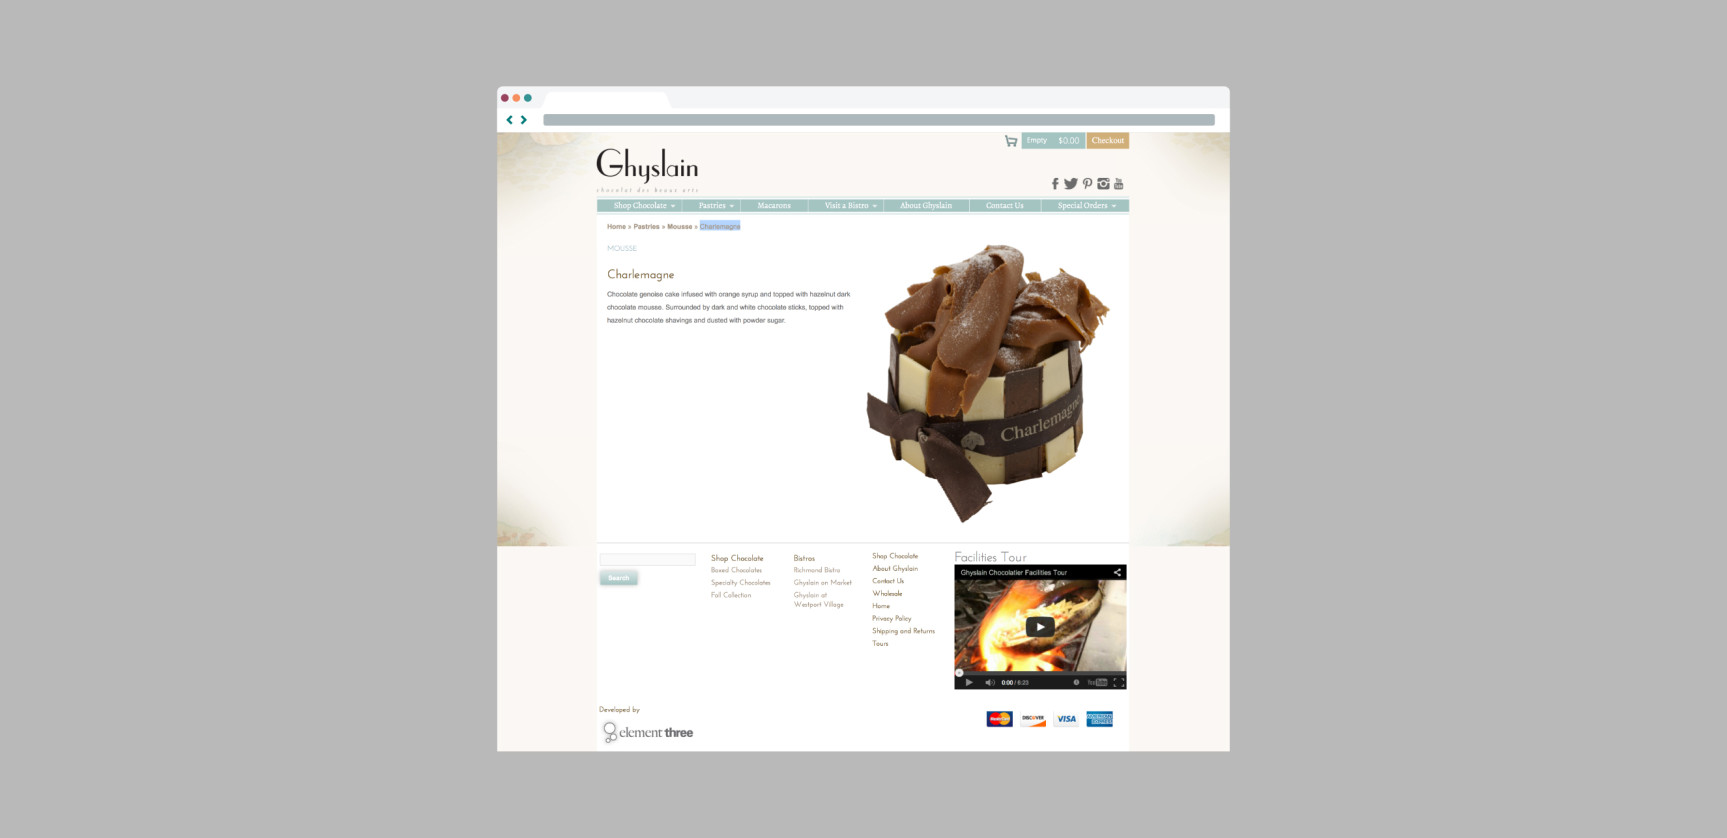 Empty $0.00 Checkout
Ghyslain
chocolat des beaux arts
Shop Chocolate Pastries Macarons Visit a Bistro About Ghyslain Contact Us Special Orders
Home » Pastries » Mousse » Charlemagne
MOUSSE
Charlemagne
Chocolate genoise cake infused with orange syrup and topped with hazelnut dark
chocolate mousse. Surrounded by dark and white chocolate sticks, topped with
hazelnut chocolate shavings and dusted with powder sugar.
Charlemagne
Search
Shop Chocolate
Boxed Chocolates
Specialty Chocolates
Fall Collection
Bistros
Richmond Bistro
Ghyslain on Market
Ghyslain at
Westport Village
Shop Chocolate
About Ghyslain
Contact Us
Wholesale
Home
Privacy Policy
Shipping and Returns
Tours
Facilities Tour
Ghyslain Chocolatier Facilities Tour
0:00 / 6:23
YouTube
Developed by
element three
MasterCard
DISCOVER
VISA
AMERICAN EXPRESS